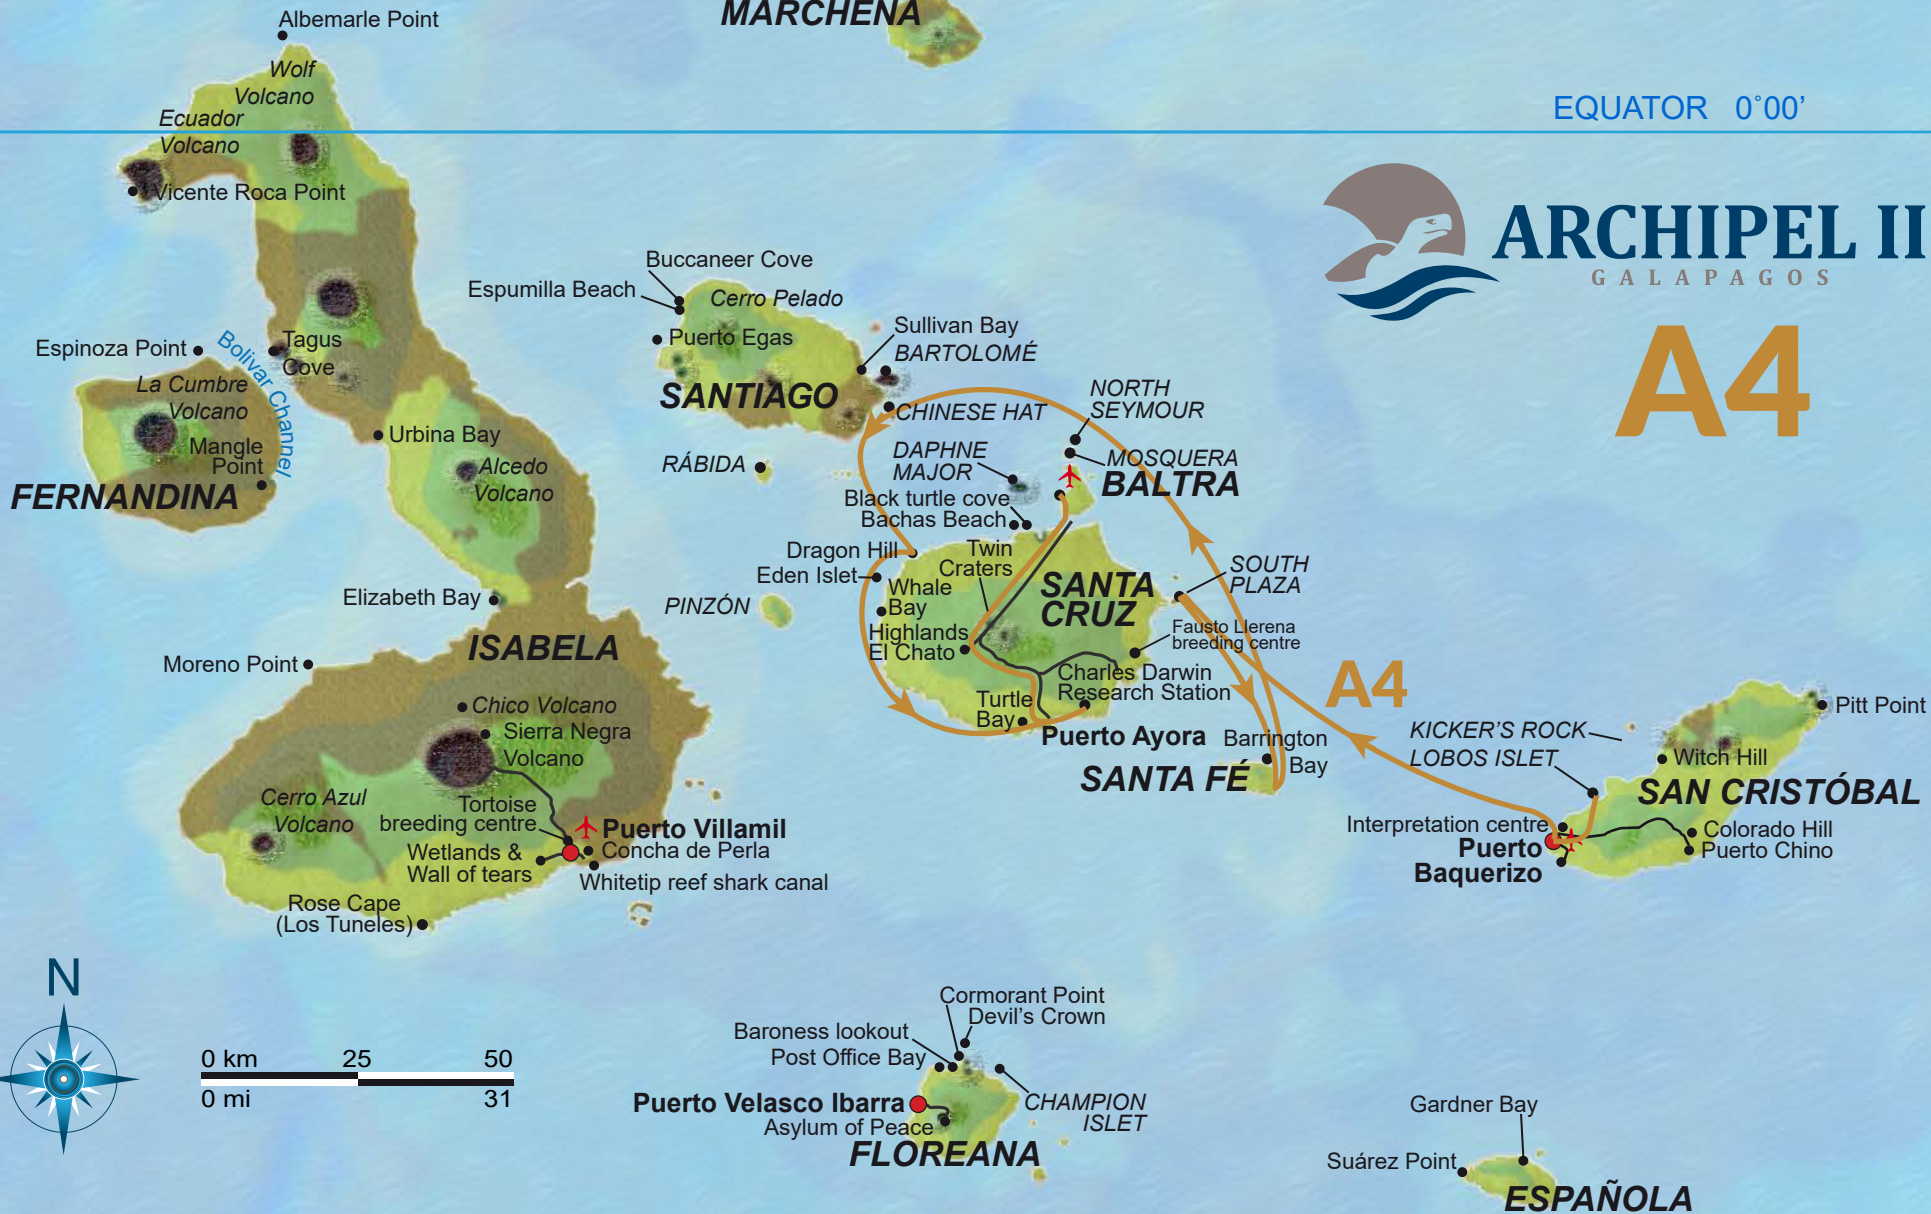 Albemarle Point
MARCHENA
Wolf
Volcano
Ecuador
Volcano
EQUATOR 0°00'
Vicente Roca Point
ARCHIPEL II
GALAPAGOS
A4
Buccaneer Cove
Espumilla Beach
Cerro Pelado
Puerto Egas
Sullivan Bay
BARTOLOMÉ
SANTIAGO
CHINESE HAT
NORTH
SEYMOUR
Espinoza Point
Bolivar Channel
Tagus
Cove
La Cumbre
Volcano
Mangle
Point
FERNANDINA
Urbina Bay
Alcedo
Volcano
RÁBIDA
DAPHNE
MAJOR
MOSQUERA
BALTRA
Black turtle cove
Bachas Beach
Dragon Hill
Eden Islet
Twin
Craters
Whale
Bay
SANTA
CRUZ
SOUTH
PLAZA
PINZÓN
Highlands
El Chato
Fausto Llerena
breeding centre
Charles Darwin
Research Station
Turtle
Bay
Puerto Ayora
Elizabeth Bay
ISABELA
Moreno Point
Chico Volcano
Sierra Negra
Volcano
A4
Barrington
Bay
SANTA FÉ
KICKER'S ROCK
LOBOS ISLET
Pitt Point
Witch Hill
SAN CRISTÓBAL
Cerro Azul
Volcano
Tortoise
breeding centre
Puerto Villamil
Concha de Perla
Wetlands &
Wall of tears
Whitetip reef shark canal
Interpretation centre
Puerto
Baquerizo
Colorado Hill
Puerto Chino
Rose Cape
(Los Tuneles)
N
0 km 25 50
0 mi 31
Cormorant Point
Devil's Crown
Baroness lookout
Post Office Bay
Puerto Velasco Ibarra
Asylum of Peace
CHAMPION
ISLET
FLOREANA
Gardner Bay
Suárez Point
ESPAÑOLA